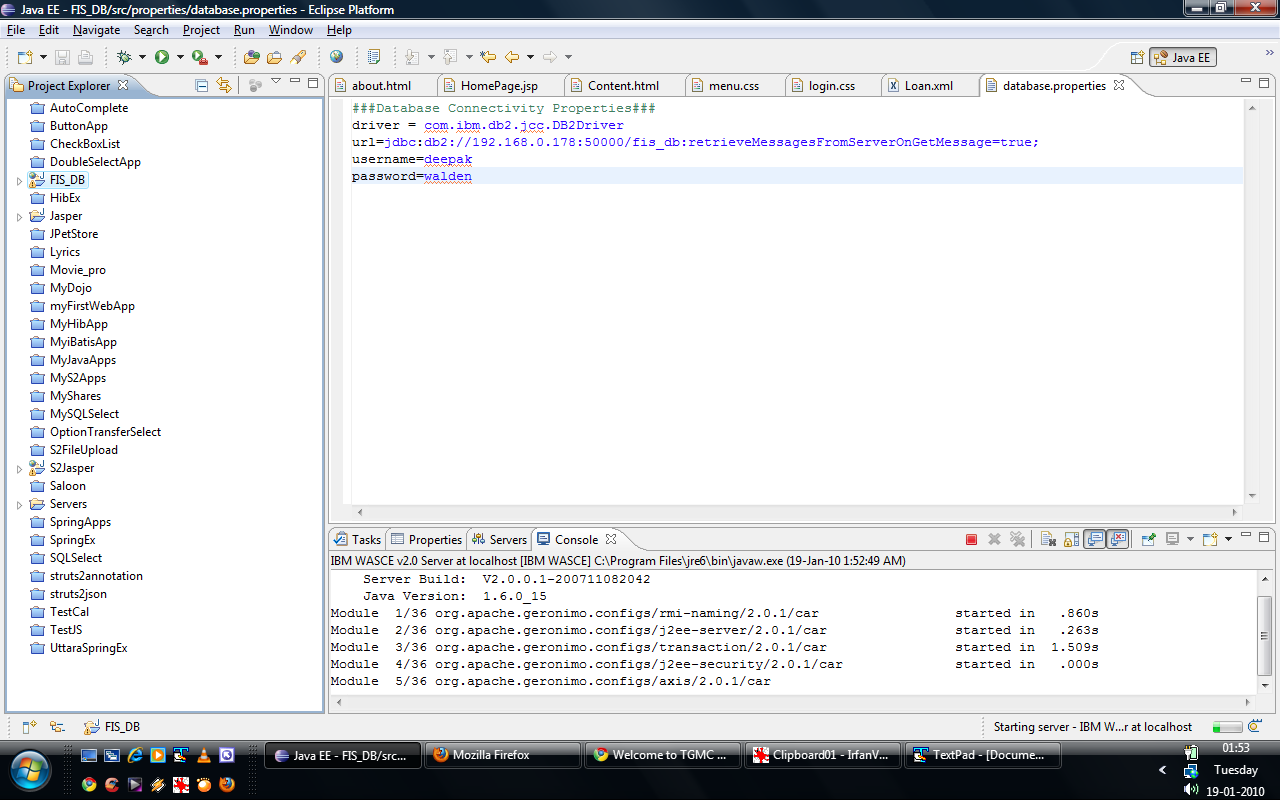 Java EE - FIS_DB/src/properties/database.properties - Eclipse Platform
File Edit Navigate Search Project Run Window Help
Java EE
Project Explorer
about.html HomePage.jsp Content.html menu.css login.css Loan.xml database.properties
AutoComplete
ButtonApp
CheckBoxList
DoubleSelectApp
FIS_DB
HibEx
Jasper
JPetStore
Lyrics
Movie_pro
MyDojo
myFirstWebApp
MyHibApp
MyiBatisApp
MyJavaApps
MyS2Apps
MyShares
MySQLSelect
OptionTransferSelect
S2FileUpload
S2Jasper
Saloon
Servers
SpringApps
SpringEx
SQLSelect
struts2annotation
struts2json
TestCal
TestJS
UttaraSpringEx
###Database Connectivity Properties###
driver = com.ibm.db2.jcc.DB2Driver
url=jdbc:db2://192.168.0.178:50000/fis_db:retrieveMessagesFromServerOnGetMessage=true;
username=deepak
password=walden
Tasks Properties Servers Console
IBM WASCE v2.0 Server at localhost [IBM WASCE] C:\Program Files\jre6\bin\javaw.exe (19-Jan-10 1:52:49 AM)
Server Build: V2.0.0.1-200711082042
Java Version: 1.6.0_15
Module 1/36 org.apache.geronimo.configs/rmi-naming/2.0.1/car started in .860s
Module 2/36 org.apache.geronimo.configs/j2ee-server/2.0.1/car started in .263s
Module 3/36 org.apache.geronimo.configs/transaction/2.0.1/car started in 1.509s
Module 4/36 org.apache.geronimo.configs/j2ee-security/2.0.1/car started in .000s
Module 5/36 org.apache.geronimo.configs/axis/2.0.1/car
FIS_DB
Starting server - IBM W...r at localhost
Java EE - FIS_DB/src... Mozilla Firefox Welcome to TGMC ... Clipboard01 - IrfanV... TextPad - [Docume...
01:53
Tuesday
19-01-2010